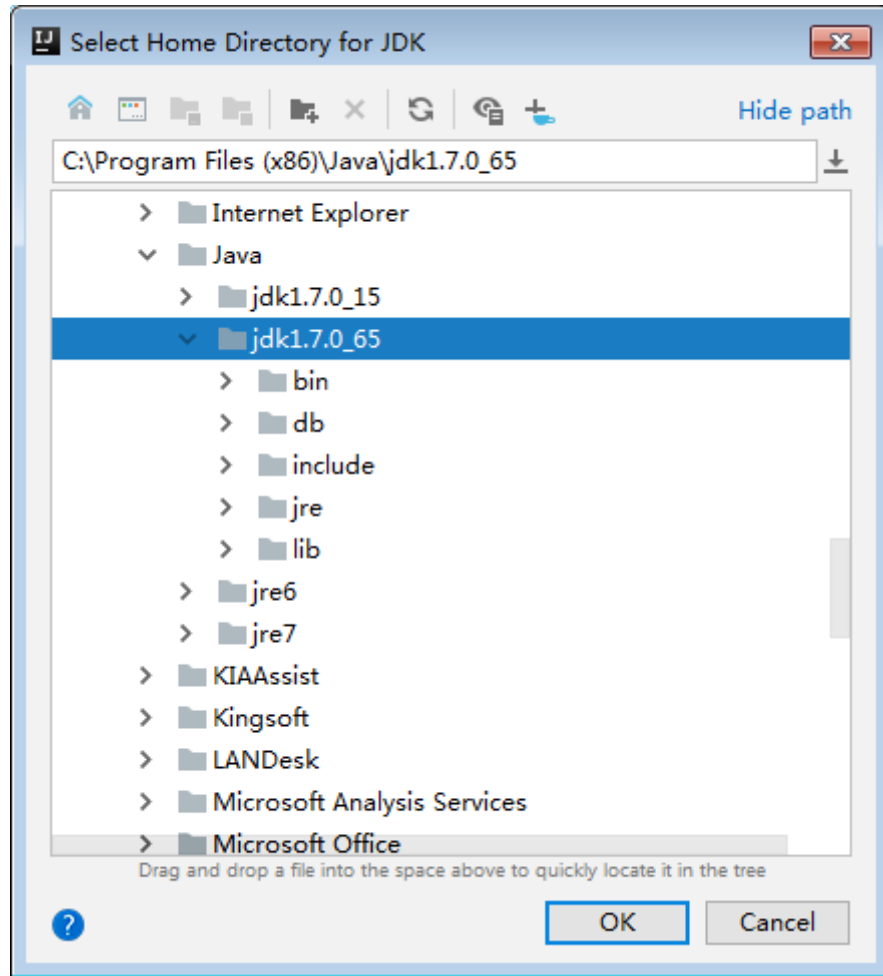 IJ Select Home Directory for JDK
Hide path
C:\Program Files (x86)\Java\jdk1.7.0_65
Internet Explorer
Java
jdk1.7.0_15
jdk1.7.0_65
bin
db
include
jre
lib
jre6
jre7
KIAAssist
Kingsoft
LANDesk
Microsoft Analysis Services
Microsoft Office
Drag and drop a file into the space above to quickly locate it in the tree
? OK Cancel